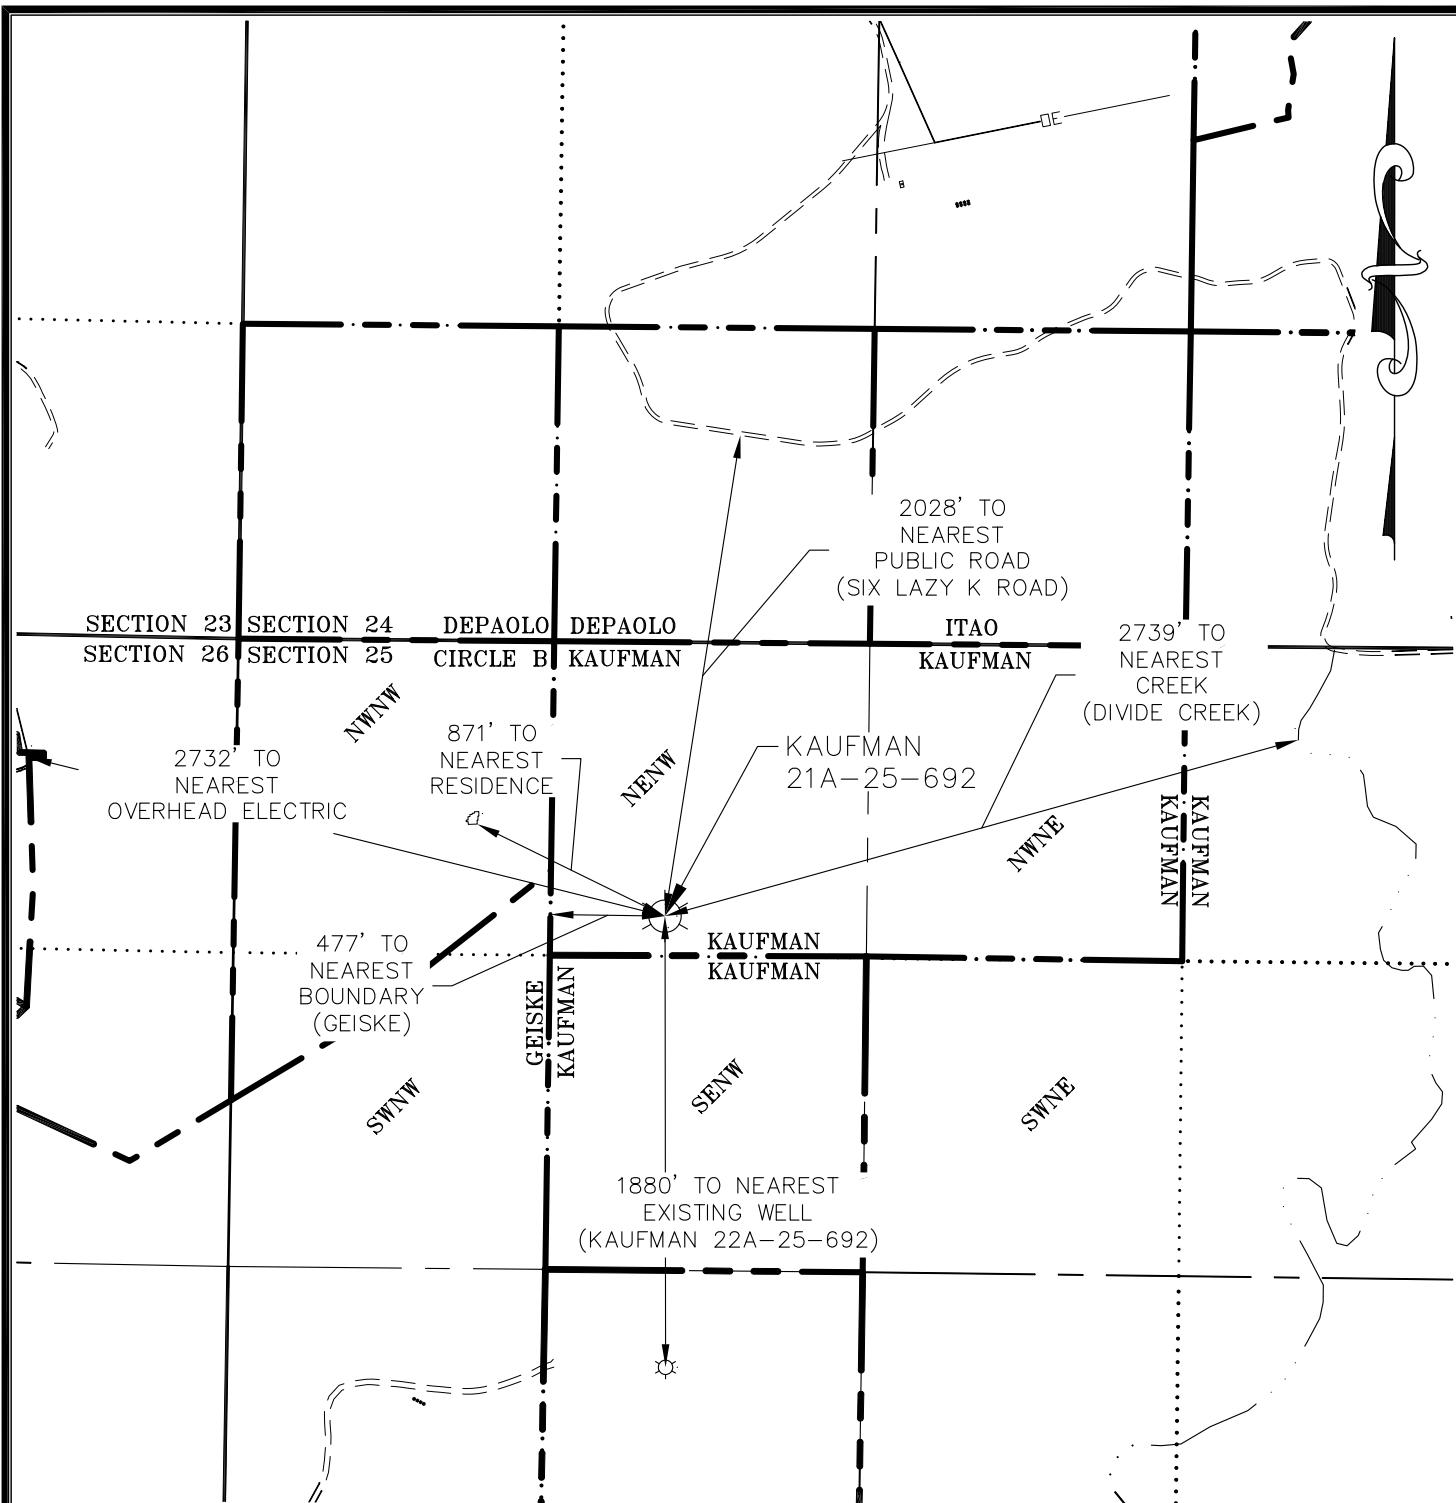 E
2028' TO
NEAREST
PUBLIC ROAD
(SIX LAZY K ROAD)
SECTION 23
SECTION 24
DEPAOLO
DEPAOLO
ITAO
SECTION 26
SECTION 25
CIRCLE B
KAUFMAN
KAUFMAN
2739' TO
NEAREST
CREEK
(DIVIDE CREEK)
NWNW
871' TO
NEAREST
RESIDENCE
NENW
KAUFMAN
21A-25-692
2732' TO
NEAREST
OVERHEAD ELECTRIC
NWNE
KAUFMAN
KAUFMAN
477' TO
NEAREST
BOUNDARY
(GEISKE)
KAUFMAN
KAUFMAN
GEISKE
KAUFMAN
SWNW
SENW
SWNE
1880' TO NEAREST
EXISTING WELL
(KAUFMAN 22A-25-692)